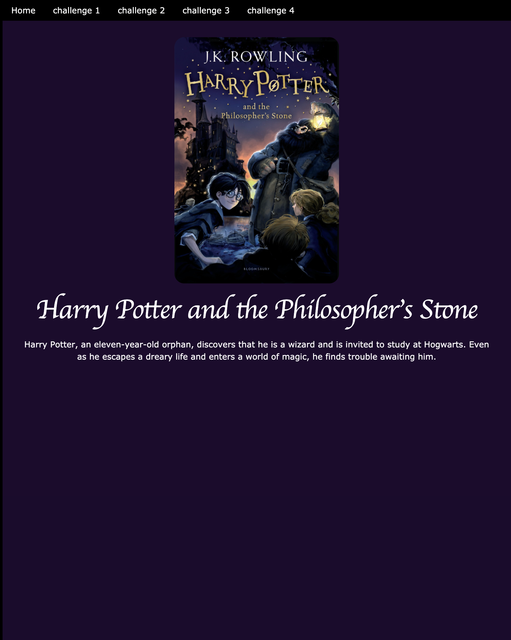 Home challenge 1 challenge 2 challenge 3 challenge 4
J.K. ROWLING
HARRY POTTER
and the
Philosopher's Stone
BLOOMSBURY
Harry Potter and the Philosopher's Stone
Harry Potter, an eleven-year-old orphan, discovers that he is a wizard and is invited to study at Hogwarts. Even
as he escapes a dreary life and enters a world of magic, he finds trouble awaiting him.